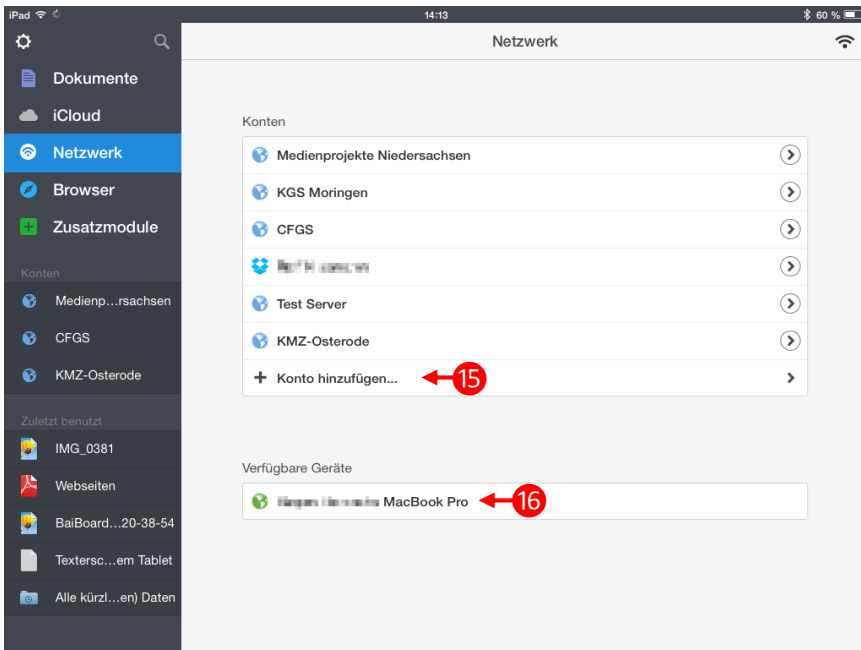 iPad 14:13 60 %
Netzwerk
Dokumente
iCloud
Netzwerk
Browser
Zusatzmodule
Konten
Medienp...rsachsen
CFGS
KMZ-Osterode
Zuletzt benutzt
IMG_0381
Webseiten
BaiBoard...20-38-54
Textersc...em Tablet
Alle kürzl...en) Daten
Konten
Medienprojekte Niedersachsen
KGS Moringen
CFGS
Test Server
KMZ-Osterode
Konto hinzufügen... 15
Verfügbare Geräte
MacBook Pro 16